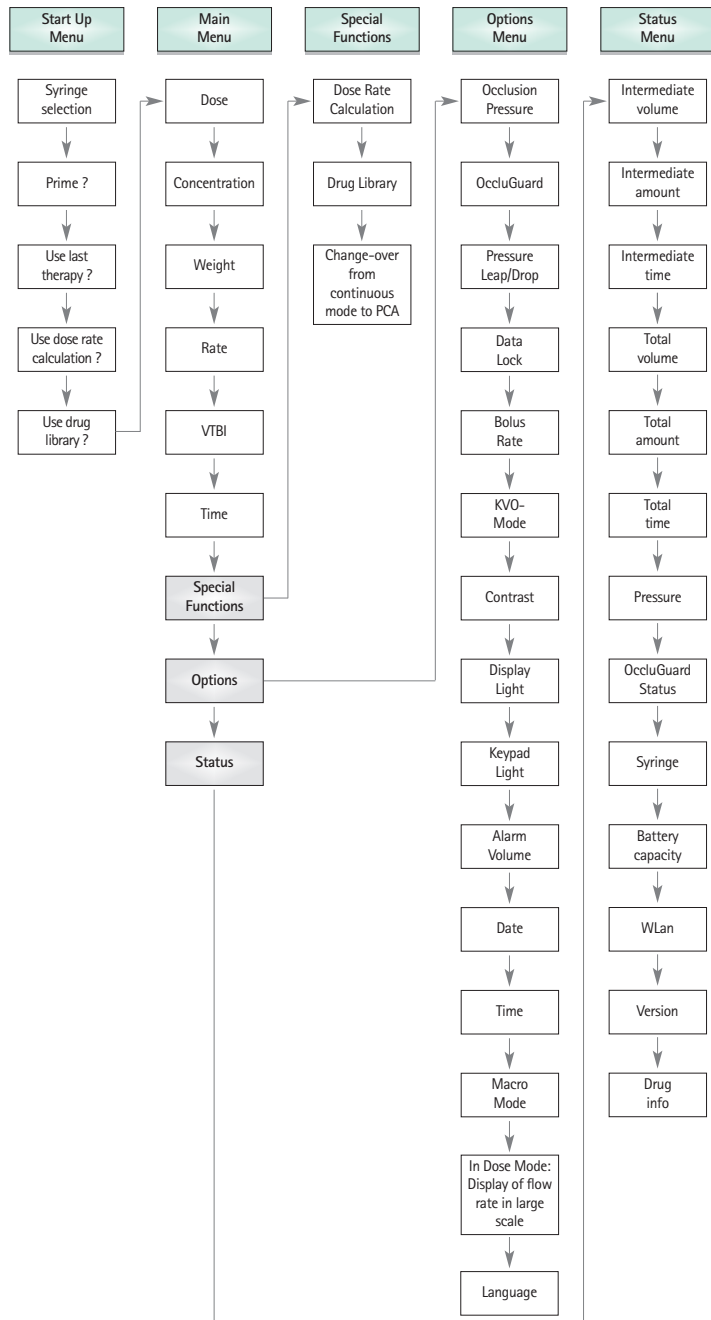 Start Up
Menu
Main
Menu
Special
Functions
Options
Menu
Status
Menu
Syringe
selection
Prime ?
Use last
therapy ?
Use dose rate
calculation ?
Use drug
library ?
Dose
Concentration
Weight
Rate
VTBI
Time
Special
Functions
Options
Status
Dose Rate
Calculation
Drug Library
Change-over
from
continuous
mode to PCA
Occlusion
Pressure
OccluGuard
Pressure
Leap/Drop
Data
Lock
Bolus
Rate
KVO-
Mode
Contrast
Display
Light
Keypad
Light
Alarm
Volume
Date
Time
Macro
Mode
In Dose Mode:
Display of flow
rate in large
scale
Language
Intermediate
volume
Intermediate
amount
Intermediate
time
Total
volume
Total
amount
Total
time
Pressure
OccluGuard
Status
Syringe
Battery
capacity
WLan
Version
Drug
info